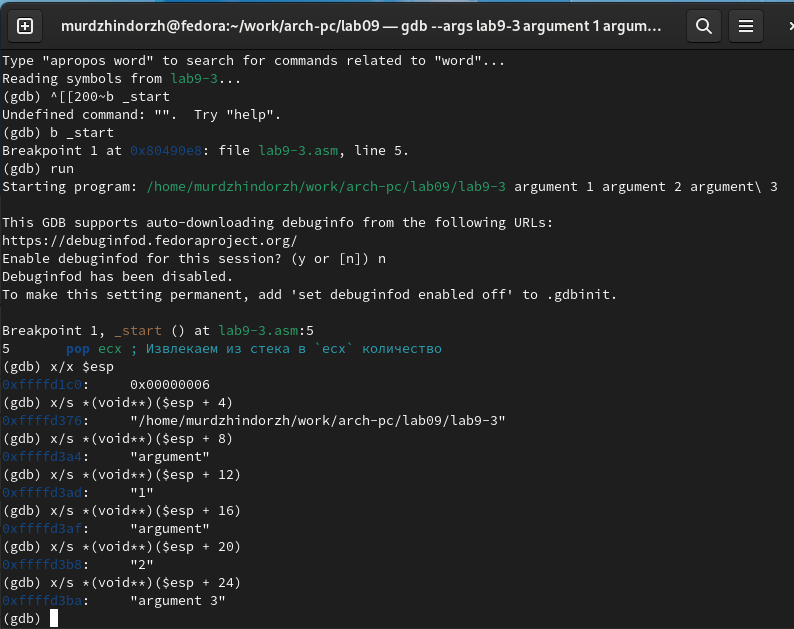 murdzhindorzh@fedora:~/work/arch-pc/lab09 — gdb --args lab9-3 argument 1 argum...
Type "apropos word" to search for commands related to "word"...
Reading symbols from lab9-3...
(gdb) ^[[200~b _start
Undefined command: "".  Try "help".
(gdb) b _start
Breakpoint 1 at 0x80490e8: file lab9-3.asm, line 5.
(gdb) run
Starting program: /home/murdzhindorzh/work/arch-pc/lab09/lab9-3 argument 1 argument 2 argument\ 3
This GDB supports auto-downloading debuginfo from the following URLs:
https://debuginfod.fedoraproject.org/
Enable debuginfod for this session? (y or [n]) n
Debuginfod has been disabled.
To make this setting permanent, add 'set debuginfod enabled off' to .gdbinit.
Breakpoint 1, _start () at lab9-3.asm:5
5       pop ecx ; Извлекаем из стека в `ecx` количество
(gdb) x/x $esp
0xffffd1c0:     0x00000006
(gdb) x/s *(void**)($esp + 4)
0xffffd376:     "/home/murdzhindorzh/work/arch-pc/lab09/lab9-3"
(gdb) x/s *(void**)($esp + 8)
0xffffd3a4:     "argument"
(gdb) x/s *(void**)($esp + 12)
0xffffd3ad:     "1"
(gdb) x/s *(void**)($esp + 16)
0xffffd3af:     "argument"
(gdb) x/s *(void**)($esp + 20)
0xffffd3b8:     "2"
(gdb) x/s *(void**)($esp + 24)
0xffffd3ba:     "argument 3"
(gdb)